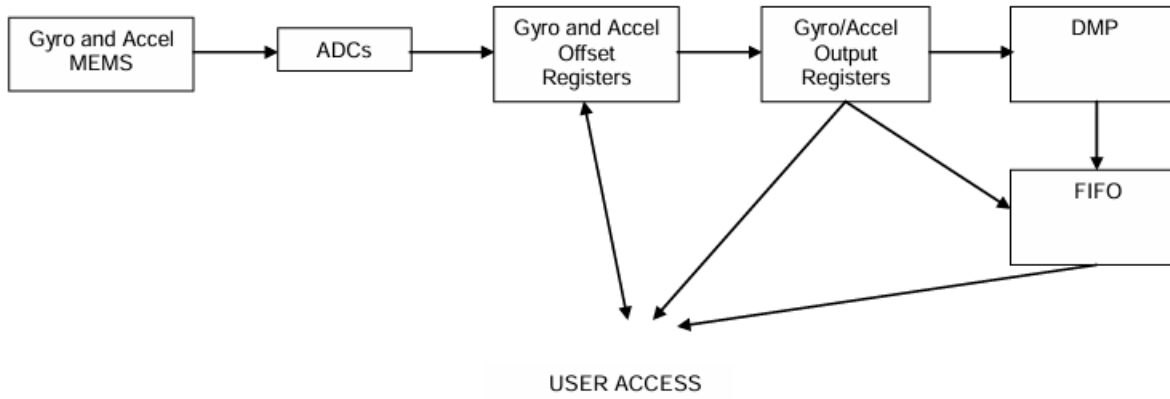 Gyro and Accel
MEMS
ADCs
Gyro and Accel
Offset
Registers
Gyro/Accel
Output
Registers
DMP
FIFO
USER ACCESS